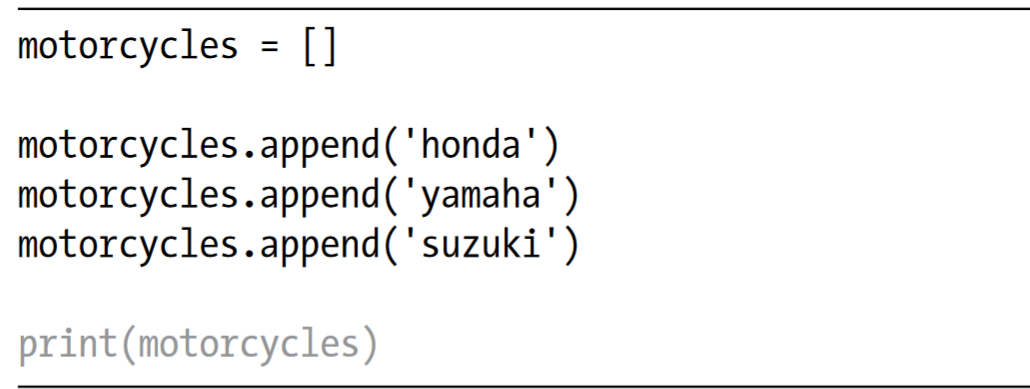 motorcycles = []
motorcycles.append('honda')
motorcycles.append('yamaha')
motorcycles.append('suzuki')
print(motorcycles)